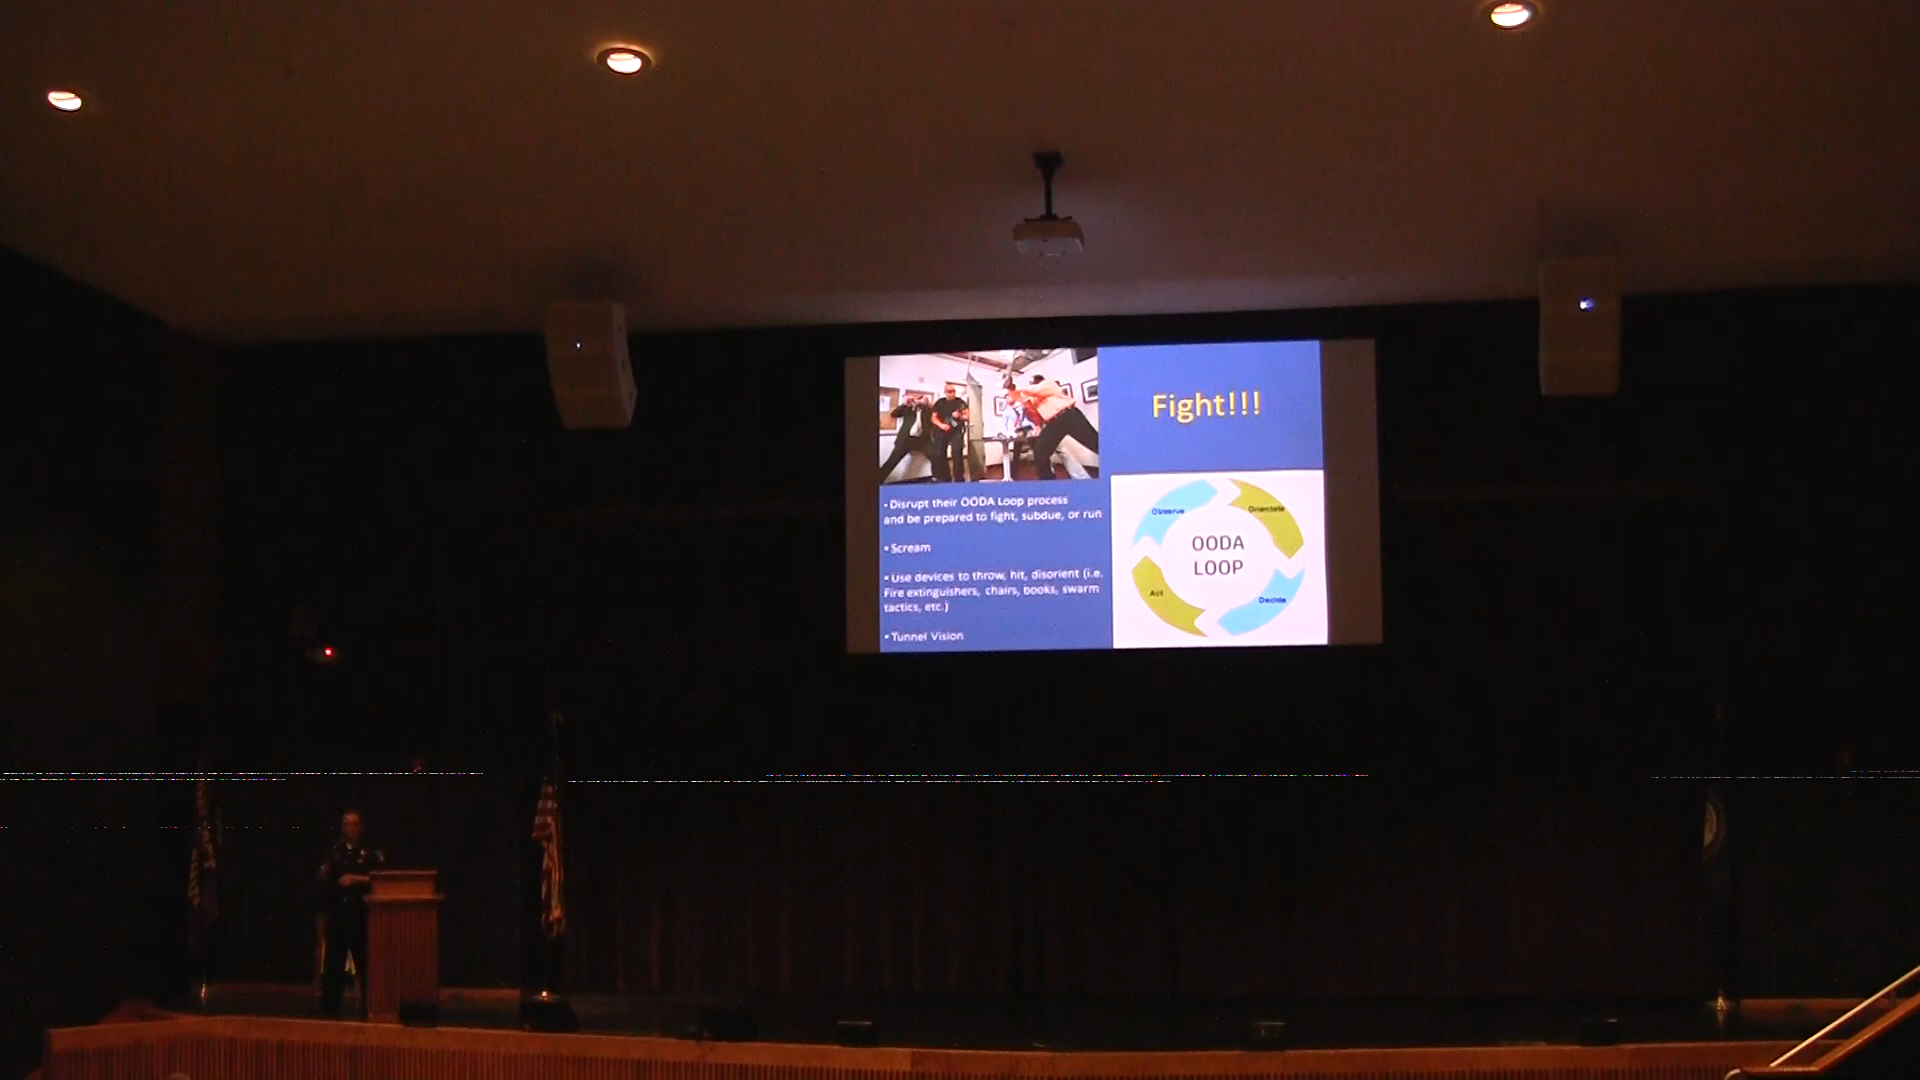 Fight!!!
• Disrupt their OODA Loop process
and be prepared to fight, subdue, or run
• Scream
• Use devices to throw, hit, disorient (i.e.
Fire extinguishers, chairs, books, swarm
tactics, etc.)
• Tunnel Vision
Observe
Orientate
OODA
LOOP
Act
Decide